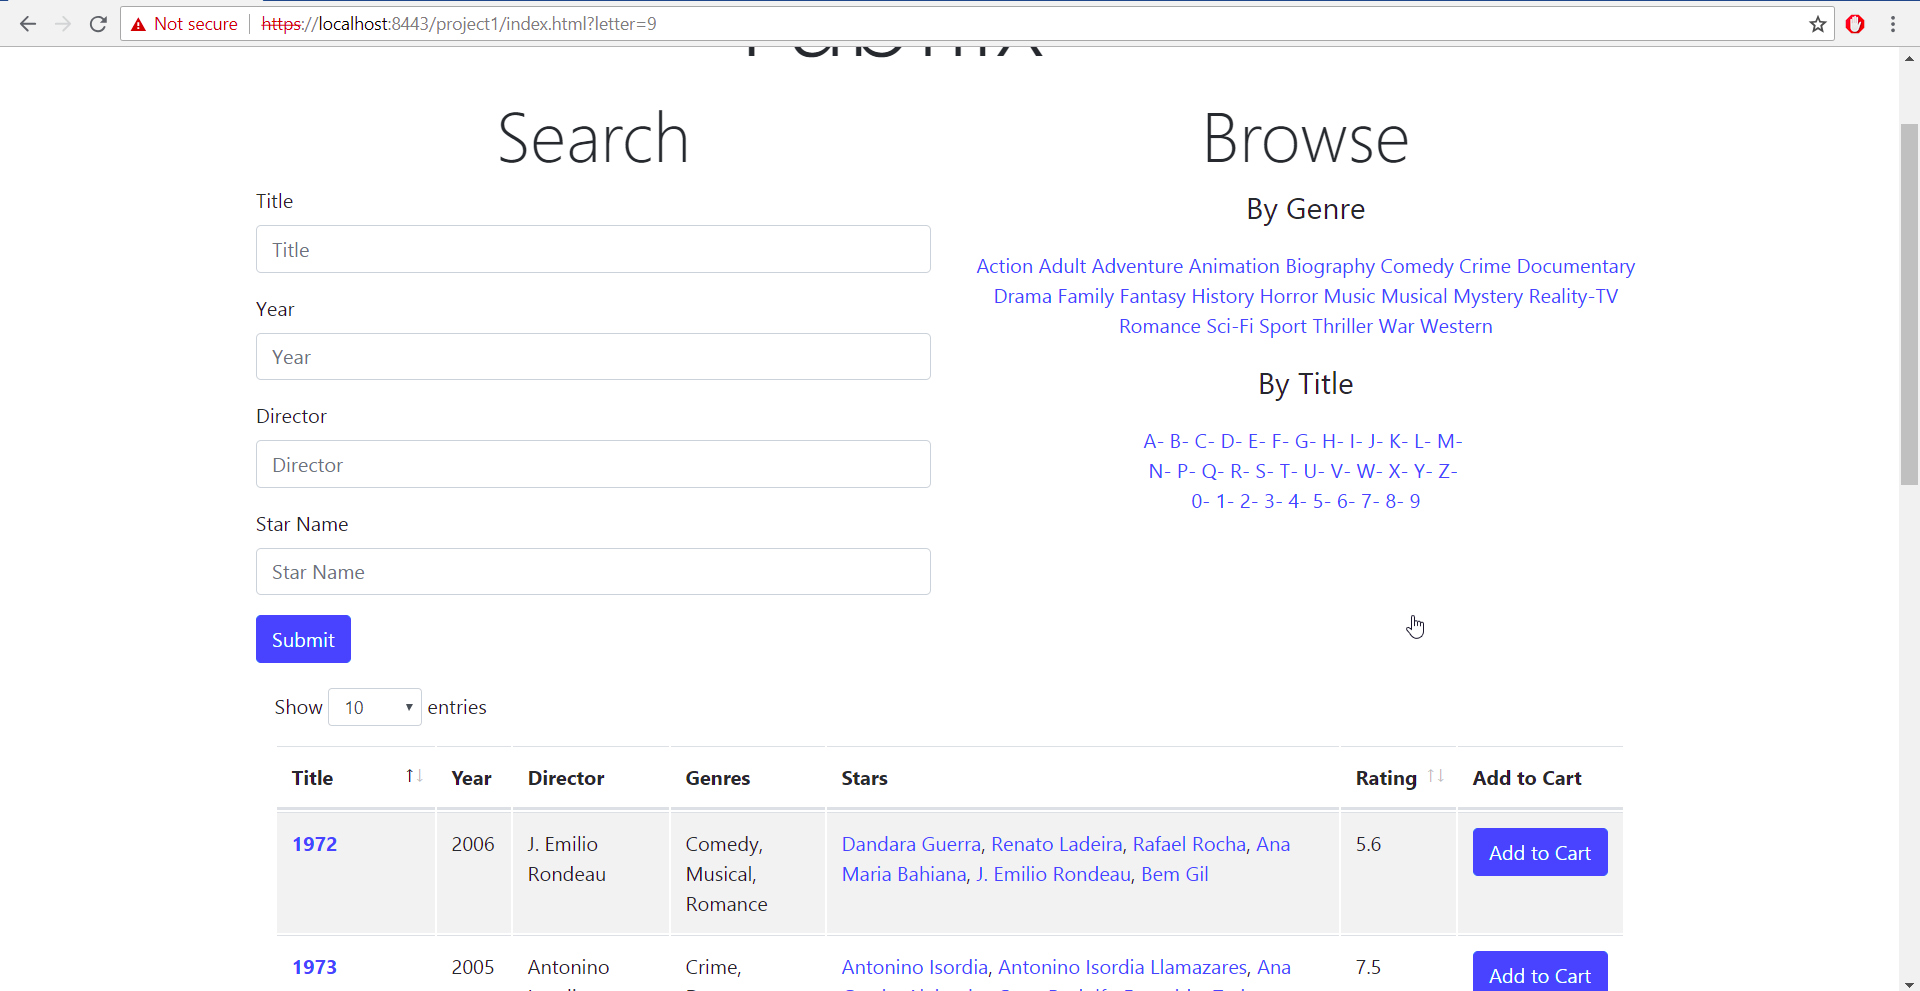 Not secure https://localhost:8443/project1/index.html?letter=9
Search
Browse
Title
Title
Year
Year
Director
Director
Star Name
Star Name
Submit
By Genre
Action Adult Adventure Animation Biography Comedy Crime Documentary
Drama Family Fantasy History Horror Music Musical Mystery Reality-TV
Romance Sci-Fi Sport Thriller War Western
By Title
A- B- C- D- E- F- G- H- I- J- K- L- M-
N- P- Q- R- S- T- U- V- W- X- Y- Z-
0- 1- 2- 3- 4- 5- 6- 7- 8- 9
Show 10 entries
Title Year Director Genres Stars Rating Add to Cart
1972 2006 J. Emilio Comedy, Dandara Guerra, Renato Ladeira, Rafael Rocha, Ana 5.6 Add to Cart
Rondeau Musical, Maria Bahiana, J. Emilio Rondeau, Bem Gil
Romance
1973 2005 Antonino Crime, Antonino Isordia, Antonino Isordia Llamazares, Ana 7.5 Add to Cart